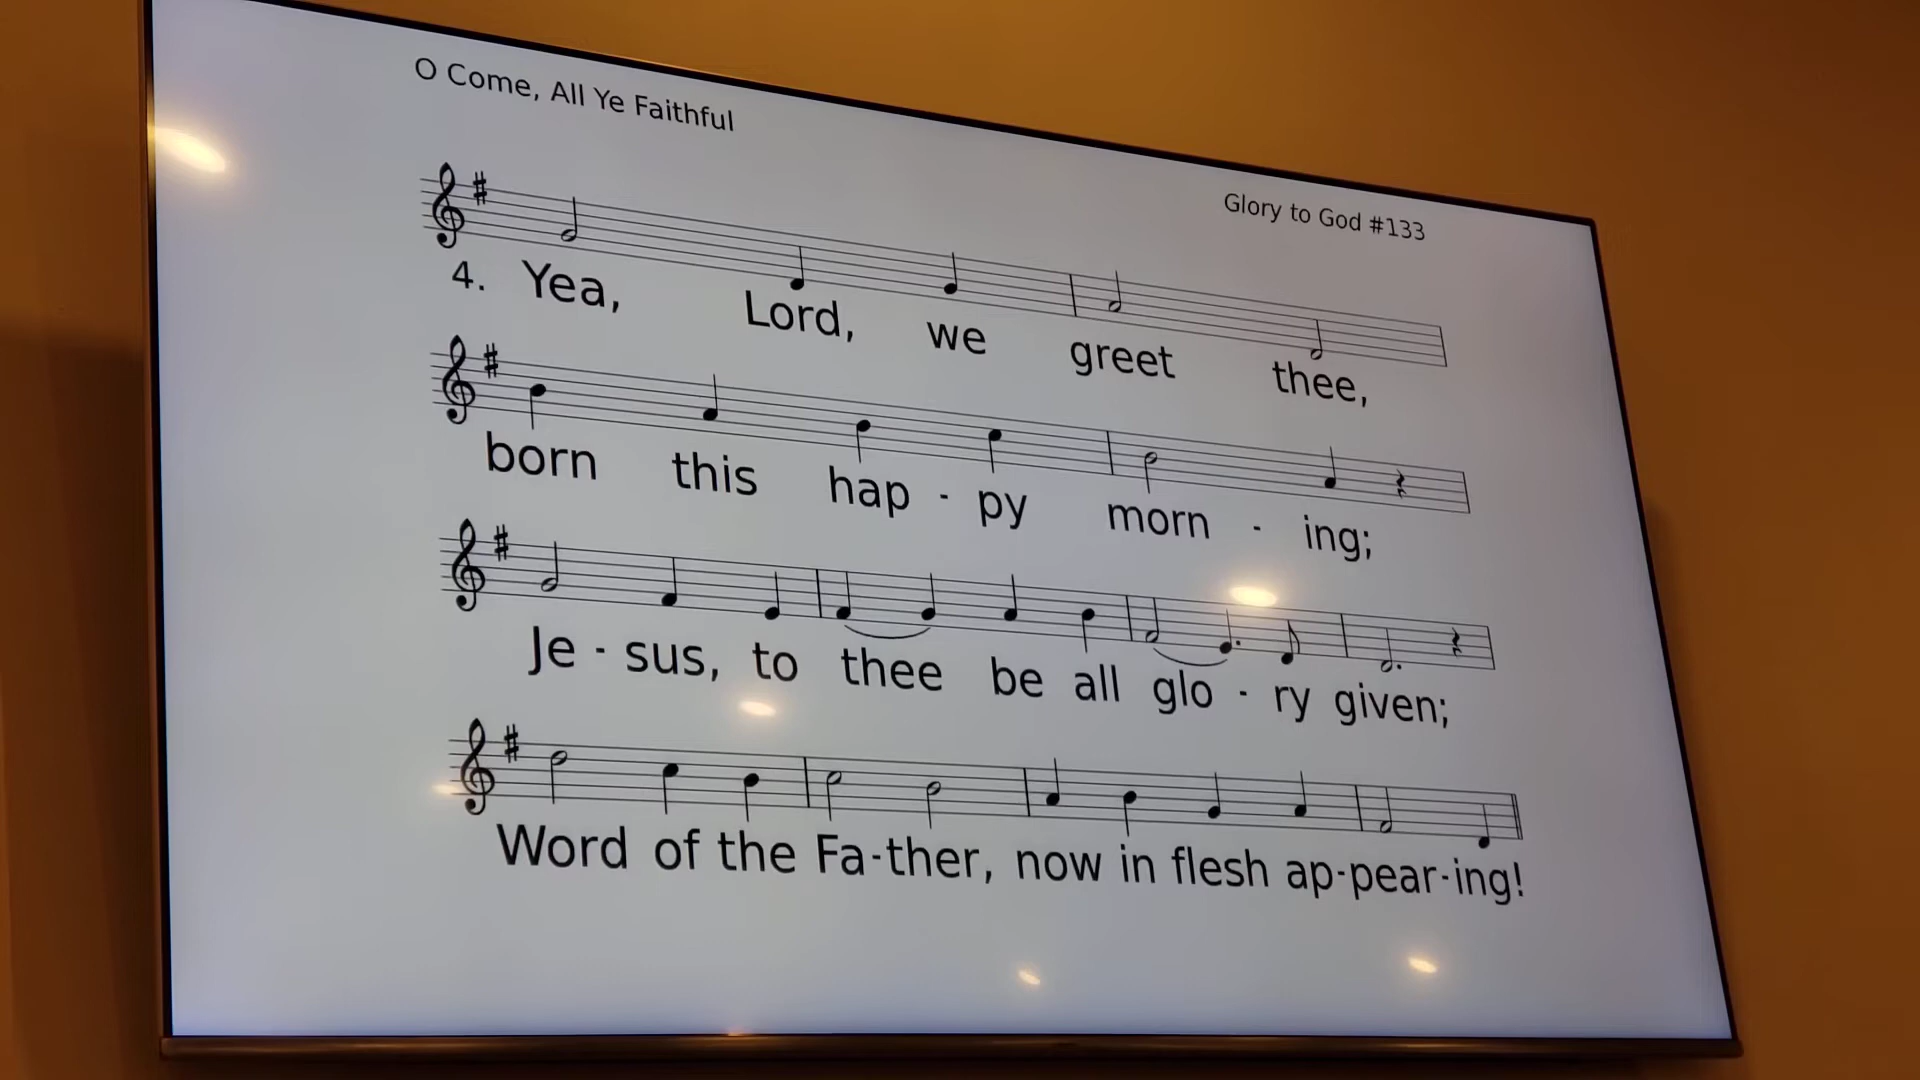 O Come, All Ye Faithful
Glory to God #133
4. Yea, Lord, we greet thee,
born this hap - py morn - ing;
Je - sus, to thee be all glo - ry given;
Word of the Fa - ther, now in flesh ap - pear - ing!